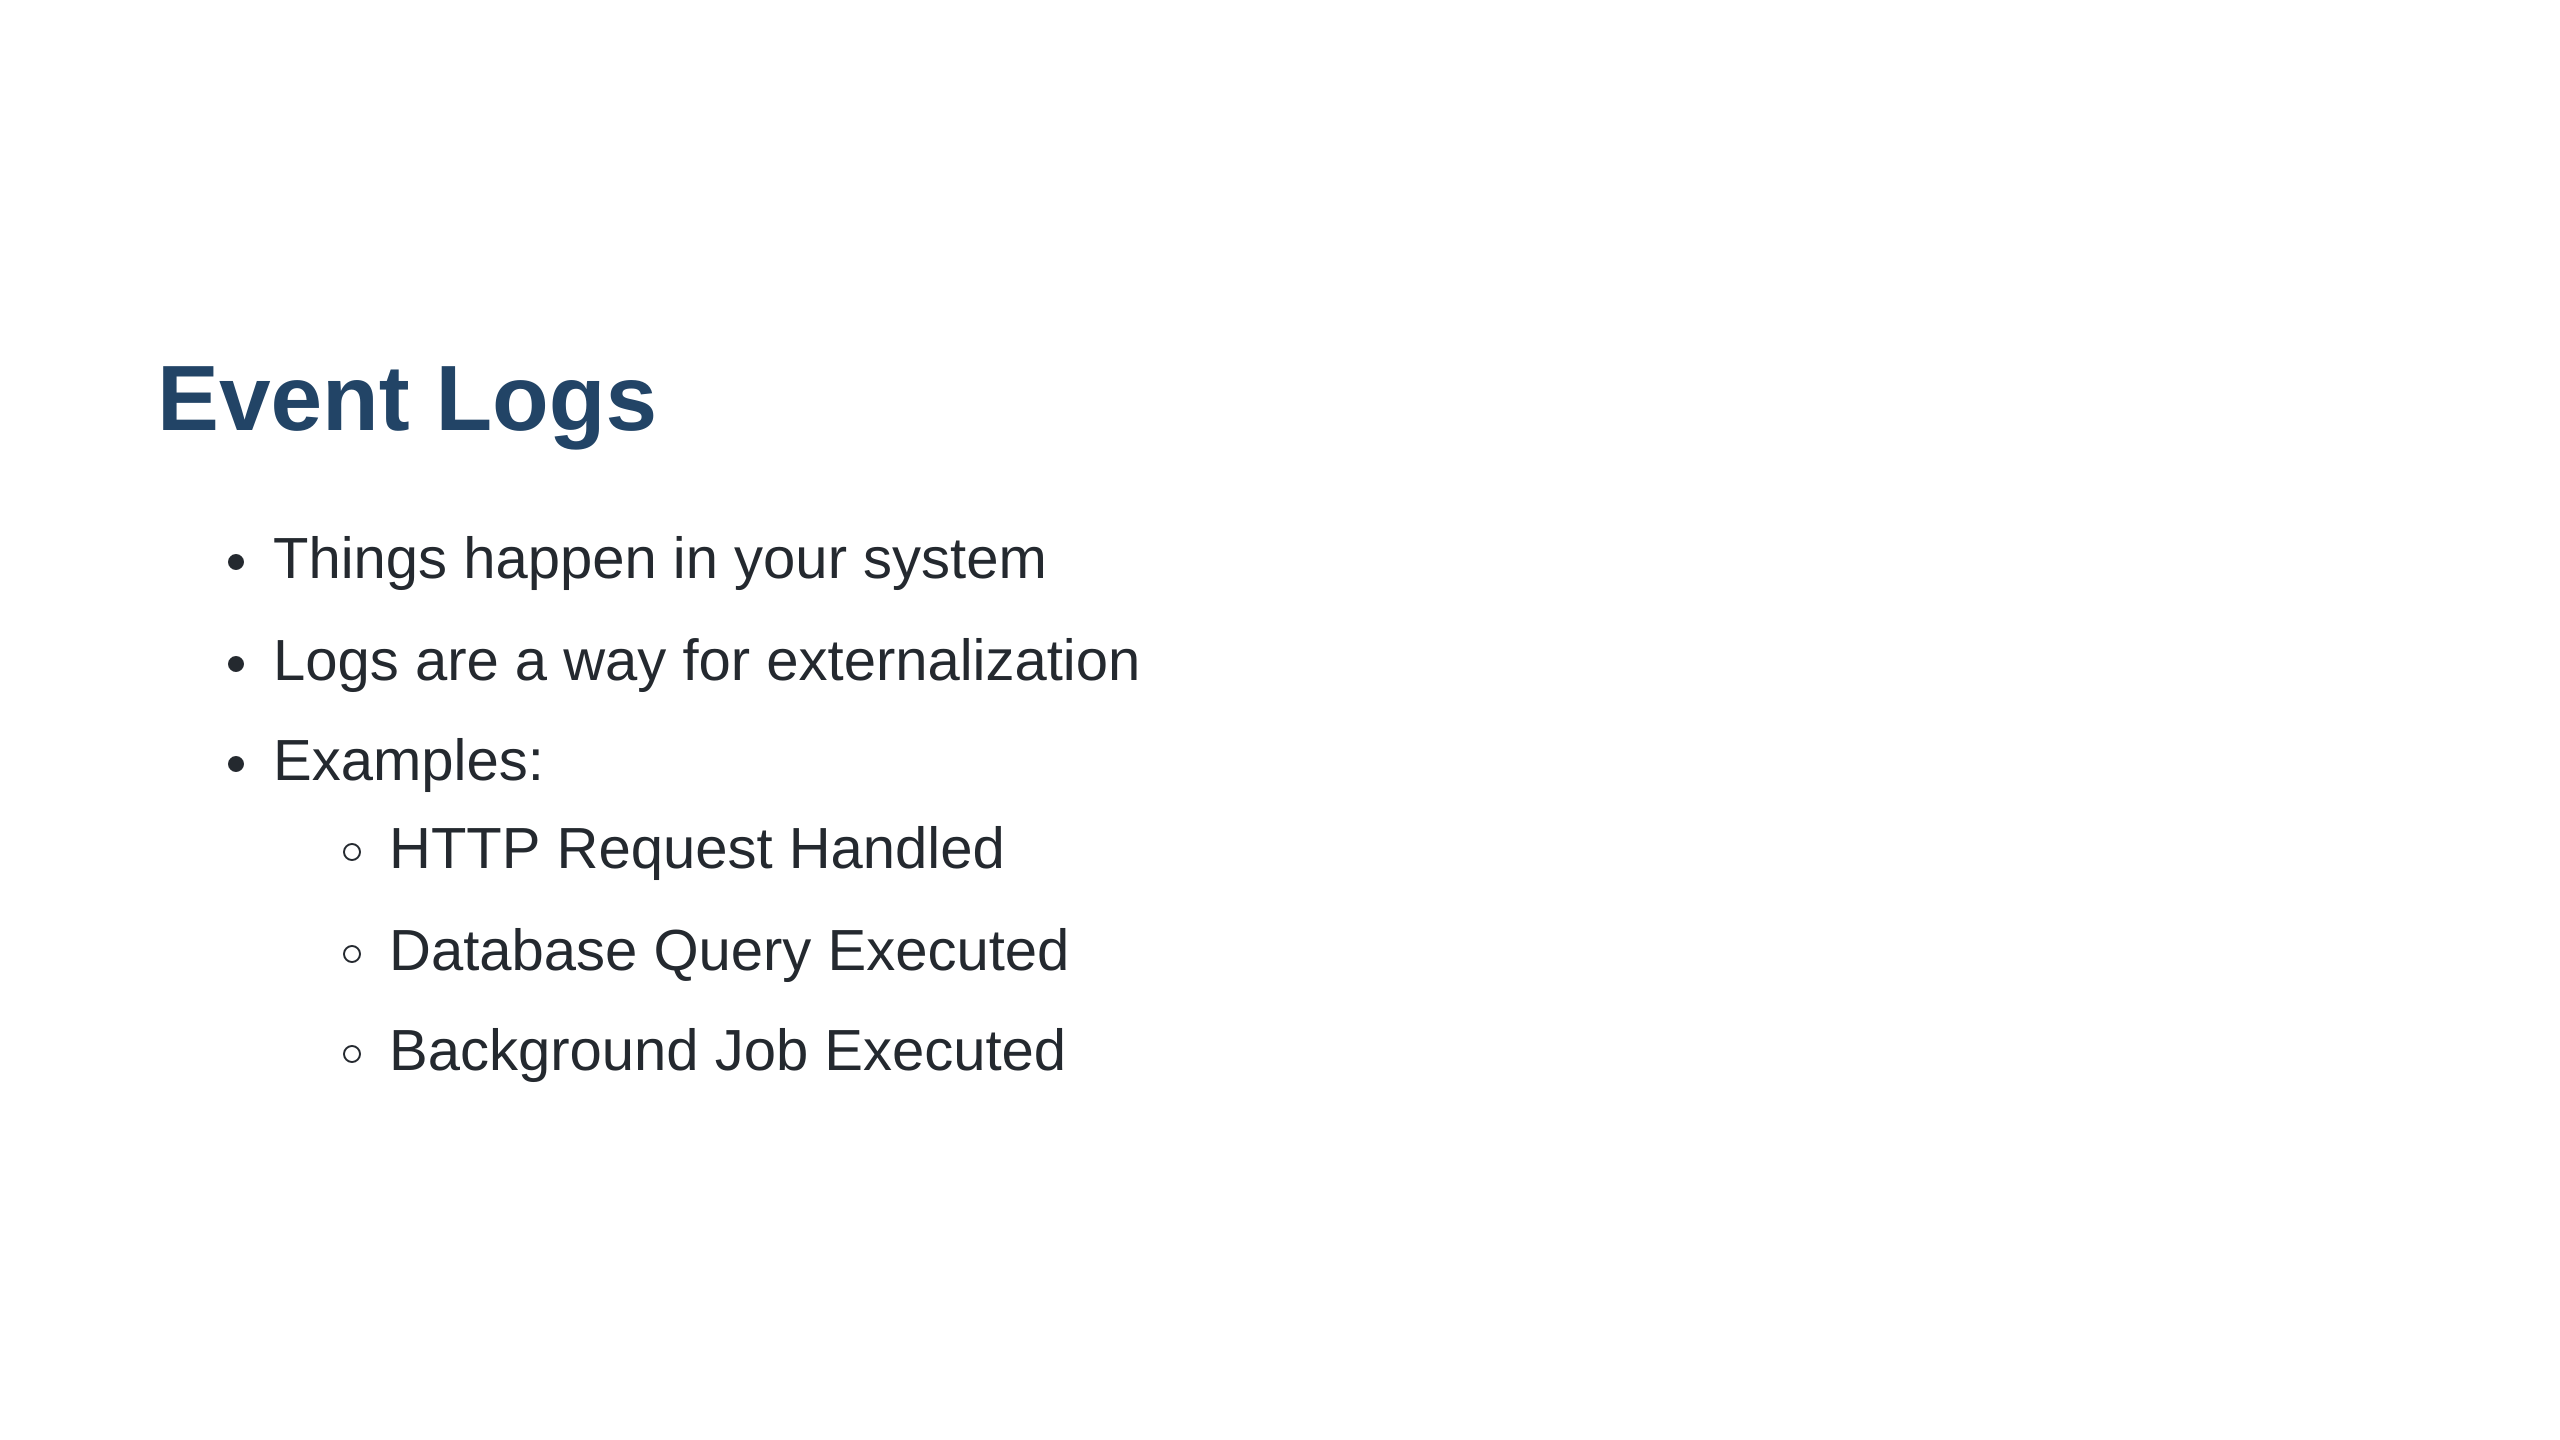 Event Logs
Things happen in your system
Logs are a way for externalization
Examples:
HTTP Request Handled
Database Query Executed
Background Job Executed